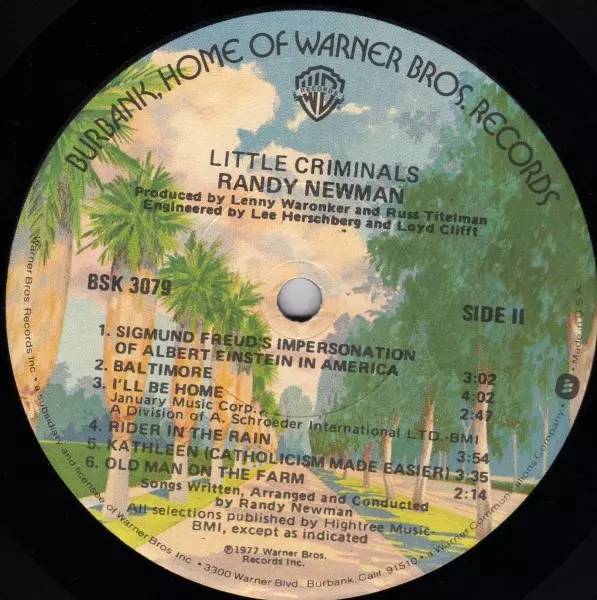 BURBANK, HOME OF WARNER BROS. RECORDS
RECORDS
LITTLE CRIMINALS
RANDY NEWMAN
Produced by Lenny Waronker and Russ Titelman
Engineered by Lee Herschberg and Loyd Clifft
BSK 3079
SIDE II
1. SIGMUND FREUD'S IMPERSONATION
OF ALBERT EINSTEIN IN AMERICA 3:02
2. BALTIMORE 4:02
3. I'LL BE HOME 2:47
January Music Corp.
A Division of A. Schroeder International LTD.-BMI
4. RIDER IN THE RAIN 3:54
5. KATHLEEN (CATHOLICISM MADE EASIER) 3:35
6. OLD MAN ON THE FARM 2:14
Songs Written, Arranged and Conducted
by Randy Newman
All selections published by Hightree Music-
BMI, except as indicated
℗1977 Warner Bros.
Records Inc.
Warner Bros. Records Inc. • a subsidiary and licensee of Warner Bros. Inc. • 3300 Warner Blvd., Burbank, Calif. 91510 • a Warner Communications Company • Made in U.S.A.